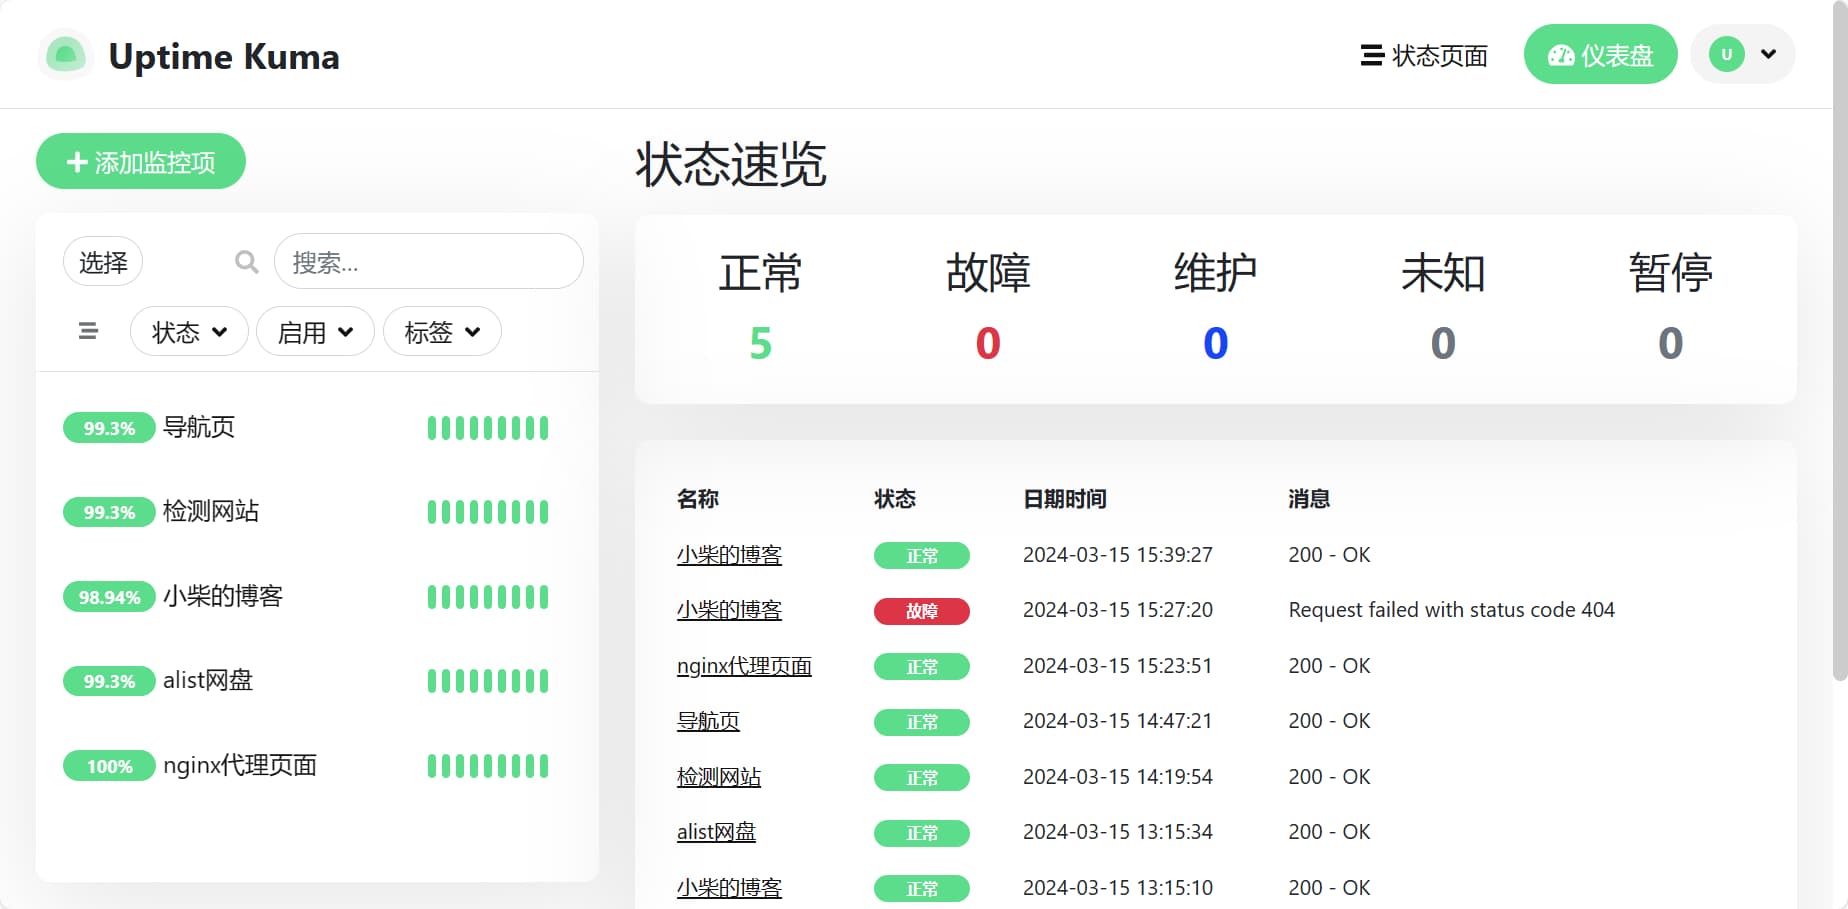 Uptime Kuma
状态页面
仪表盘
U
添加监控项
选择
搜索...
状态 启用 标签
99.3% 导航页
99.3% 检测网站
98.94% 小柴的博客
99.3% alist网盘
100% nginx代理页面
状态速览
正常 故障 维护 未知 暂停
5 0 0 0 0
名称 状态 日期时间 消息
小柴的博客 正常 2024-03-15 15:39:27 200 - OK
小柴的博客 故障 2024-03-15 15:27:20 Request failed with status code 404
nginx代理页面 正常 2024-03-15 15:23:51 200 - OK
导航页 正常 2024-03-15 14:47:21 200 - OK
检测网站 正常 2024-03-15 14:19:54 200 - OK
alist网盘 正常 2024-03-15 13:15:34 200 - OK
小柴的博客 正常 2024-03-15 13:15:10 200 - OK